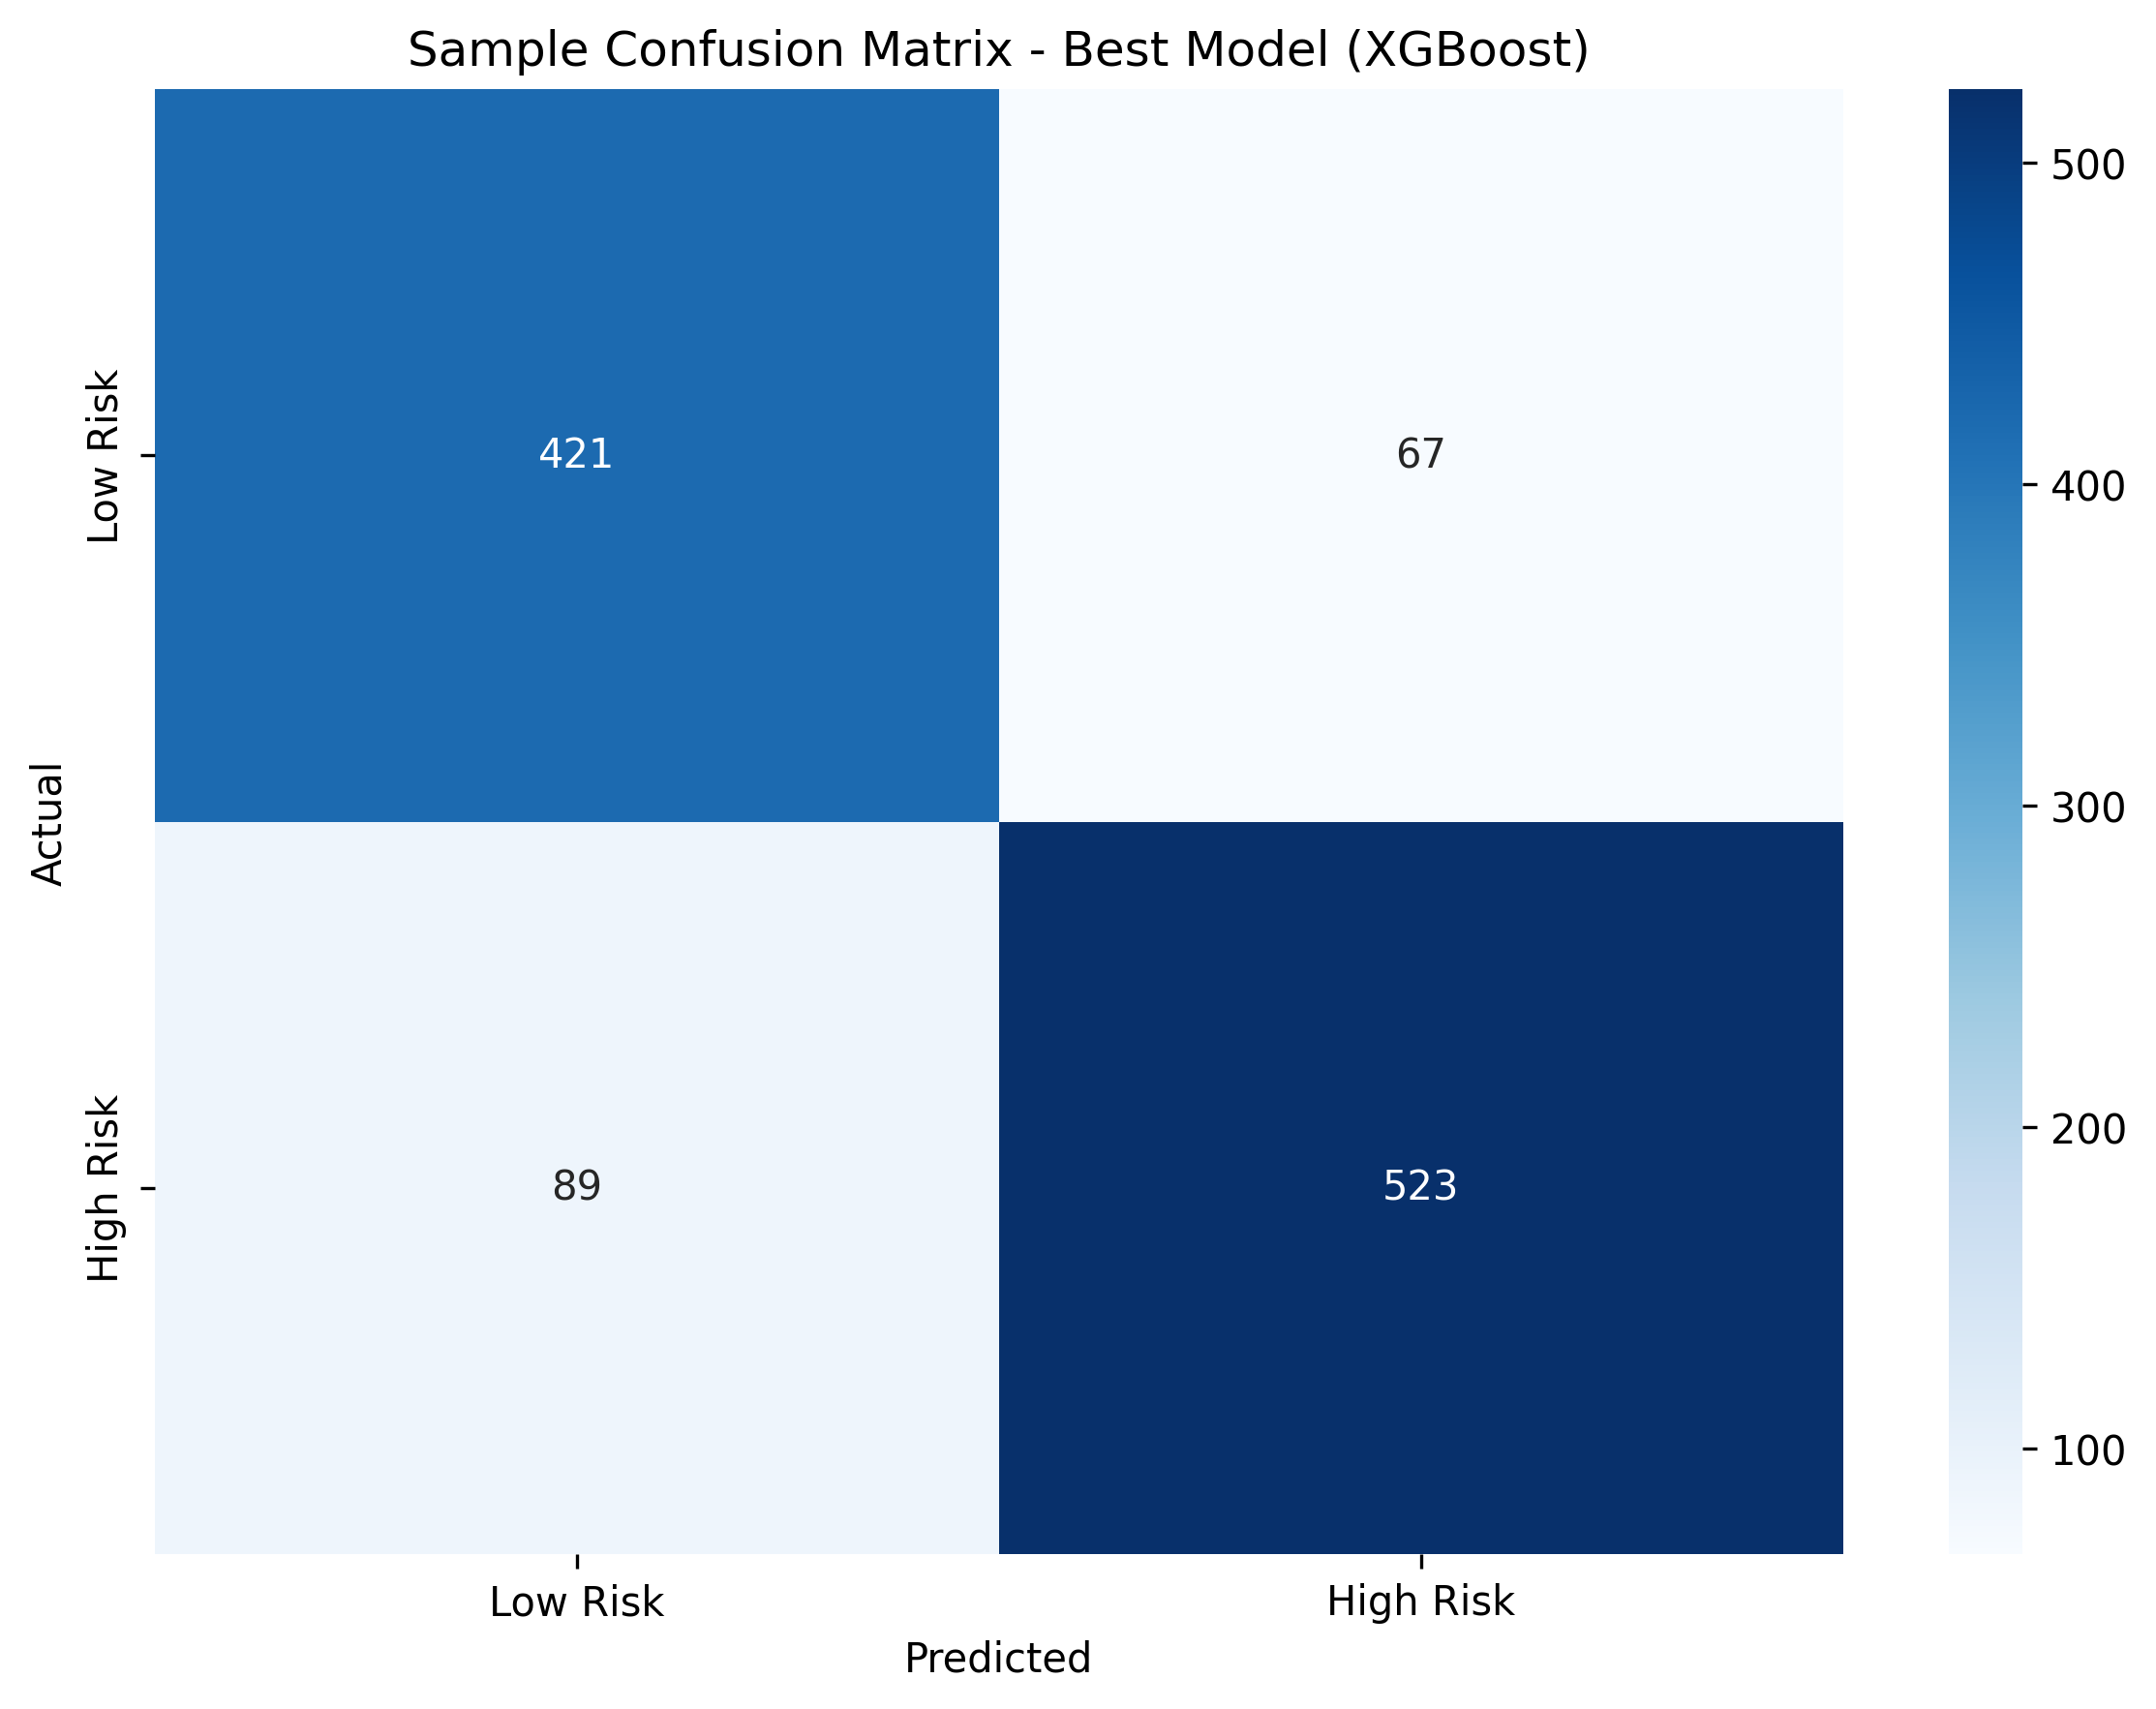 Sample Confusion Matrix - Best Model (XGBoost)
Actual
Low Risk
High Risk
421
67
89
523
Low Risk
High Risk
Predicted
500
400
300
200
100